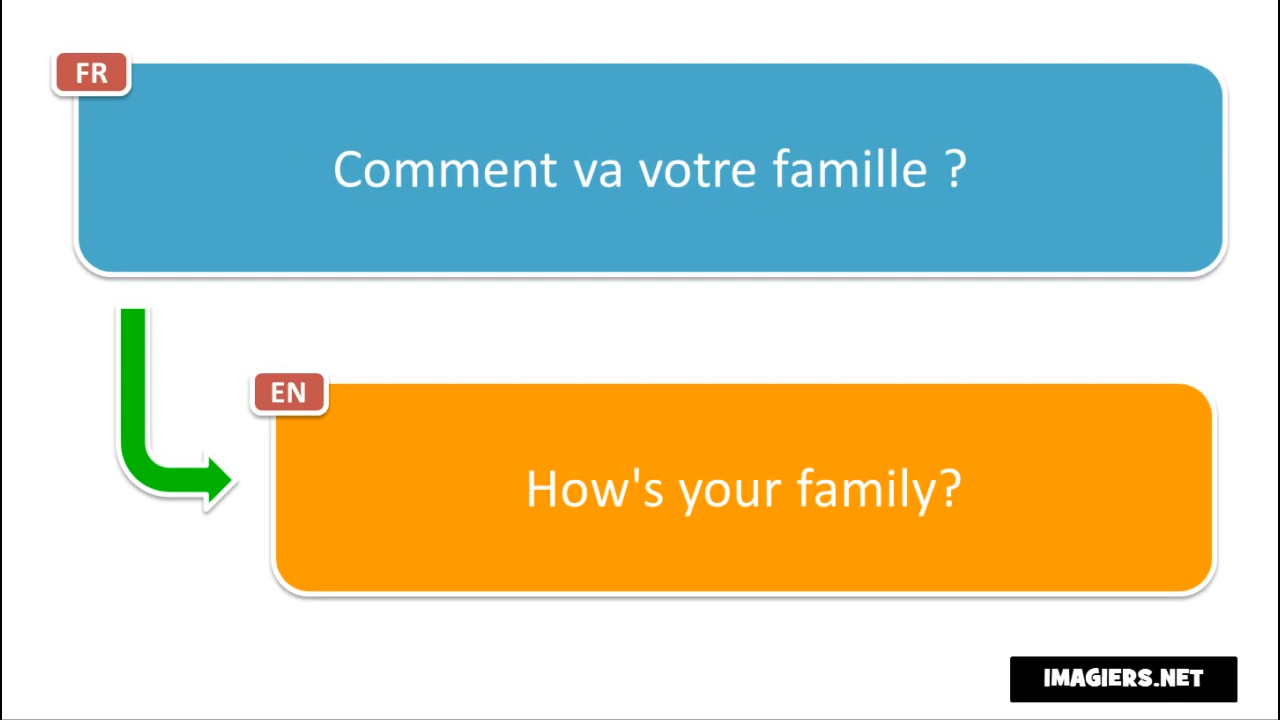 FR
Comment va votre famille ?
EN
How's your family?
IMAGIERS.NET